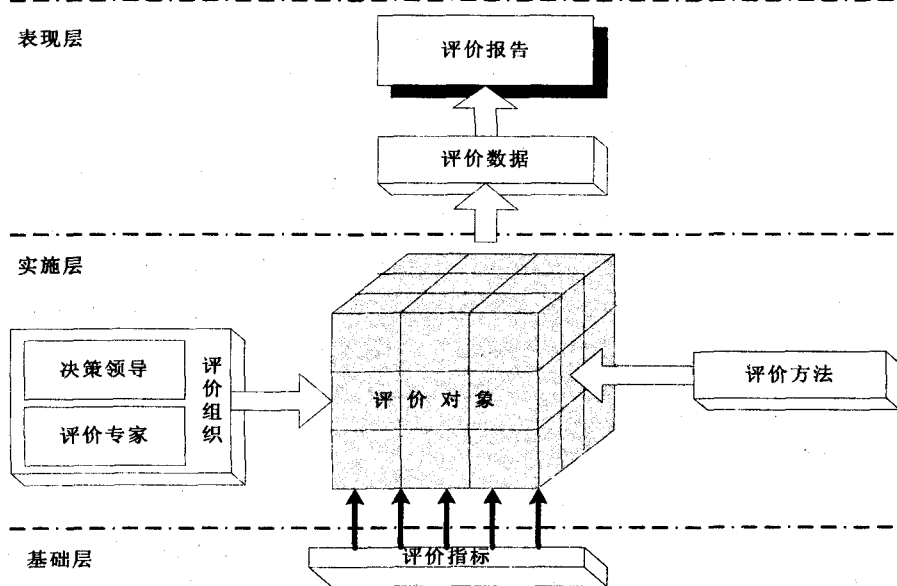 表现层
评价报告
评价数据
实施层
决策领导
评价专家
评价组织
评价对象
评价方法
基础层
评价指标